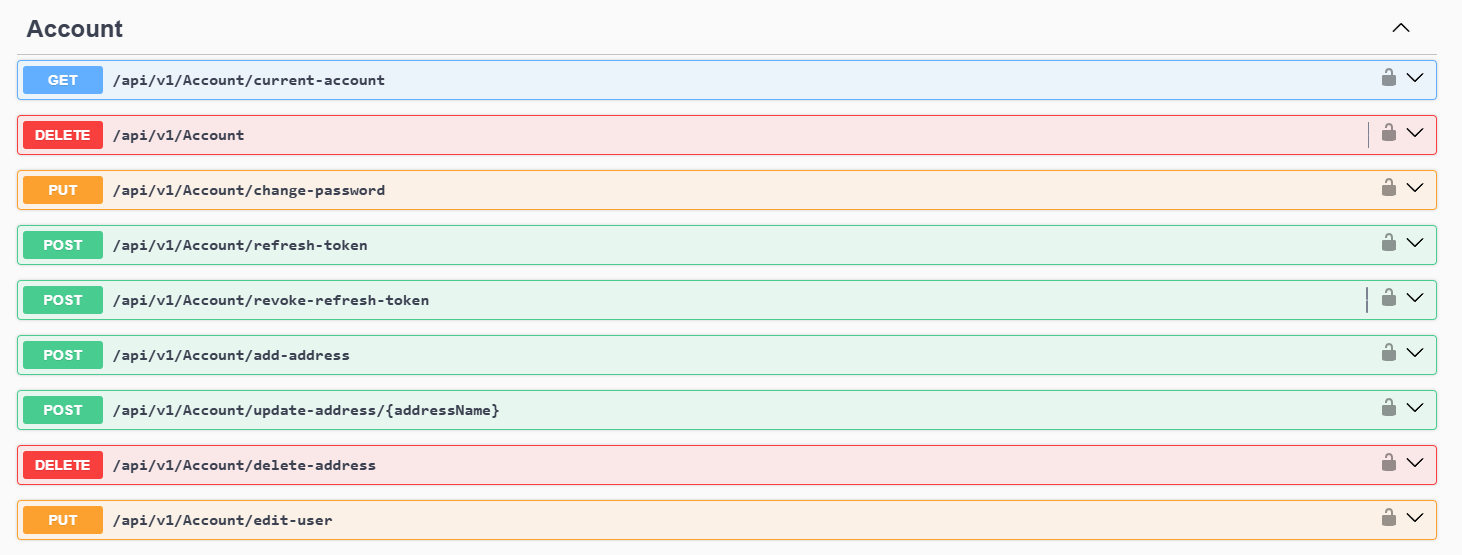 Account
GET /api/v1/Account/current-account
DELETE /api/v1/Account
PUT /api/v1/Account/change-password
POST /api/v1/Account/refresh-token
POST /api/v1/Account/revoke-refresh-token
POST /api/v1/Account/add-address
POST /api/v1/Account/update-address/{addressName}
DELETE /api/v1/Account/delete-address
PUT /api/v1/Account/edit-user